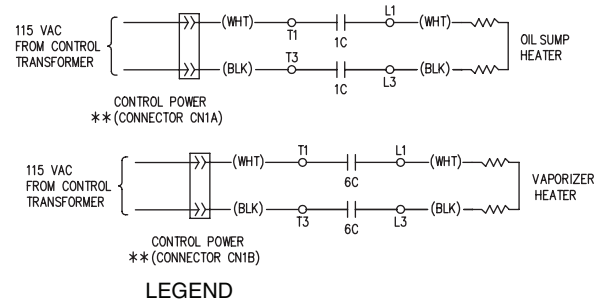 115 VAC
FROM CONTROL
TRANSFORMER
(WHT) T1 1C L1 (WHT)
(BLK) T3 1C L3 (BLK)
OIL SUMP
HEATER
CONTROL POWER
**(CONNECTOR CN1A)
115 VAC
FROM CONTROL
TRANSFORMER
(WHT) T1 6C L1 (WHT)
(BLK) T3 6C L3 (BLK)
VAPORIZER
HEATER
CONTROL POWER
**(CONNECTOR CN1B)
LEGEND